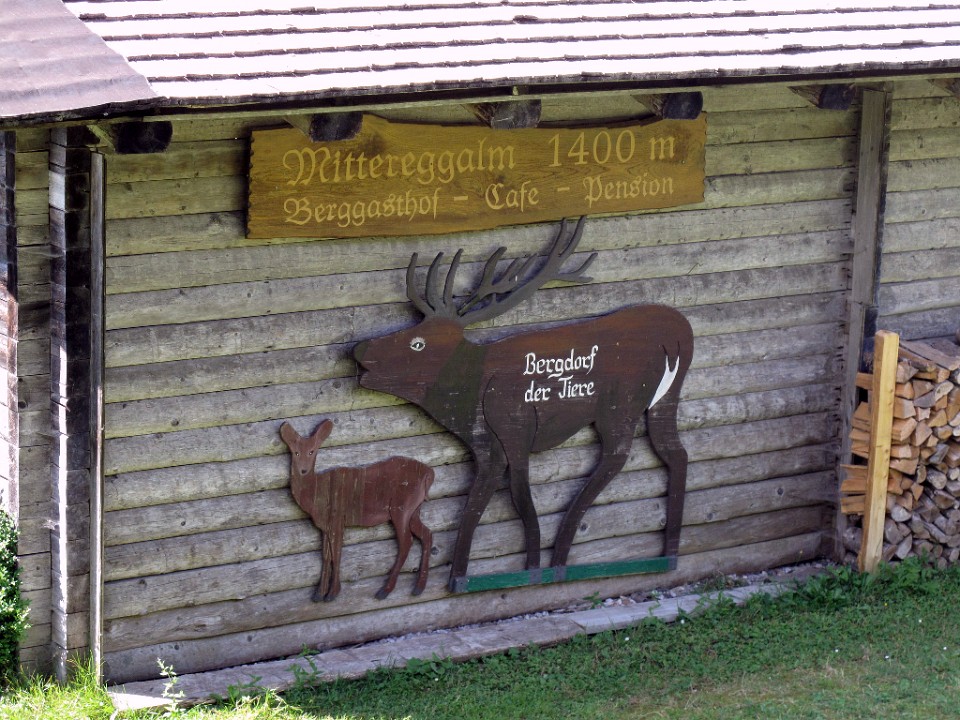 Mittereggalm 1400 m
Berggasthof - Cafe - Pension
Bergdorf
der Tiere